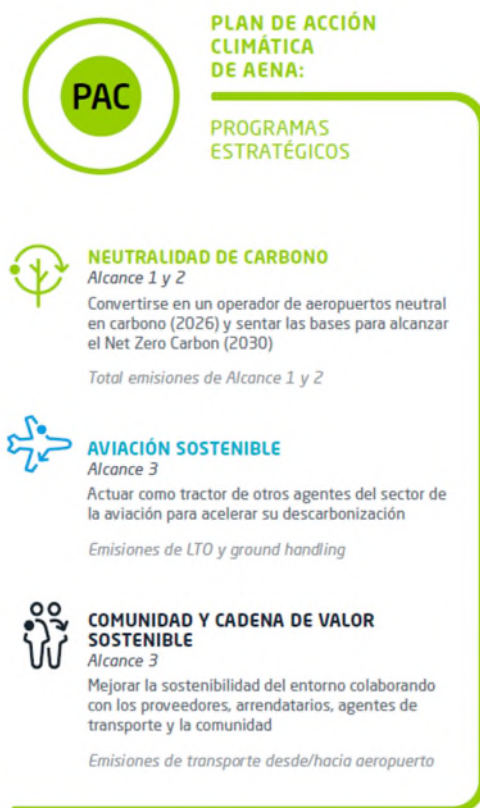 PAC
PLAN DE ACCIÓN
CLIMÁTICA
DE AENA:
PROGRAMAS
ESTRATÉGICOS
NEUTRALIDAD DE CARBONO
Alcance 1 y 2
Convertirse en un operador de aeropuertos neutral
en carbono (2026) y sentar las bases para alcanzar
el Net Zero Carbon (2030)
Total emisiones de Alcance 1 y 2
AVIACIÓN SOSTENIBLE
Alcance 3
Actuar como tractor de otros agentes del sector de
la aviación para acelerar su descarbonización
Emisiones de LTO y ground handling
COMUNIDAD Y CADENA DE VALOR
SOSTENIBLE
Alcance 3
Mejorar la sostenibilidad del entorno colaborando
con los proveedores, arrendatarios, agentes de
transporte y la comunidad
Emisiones de transporte desde/hacia aeropuerto